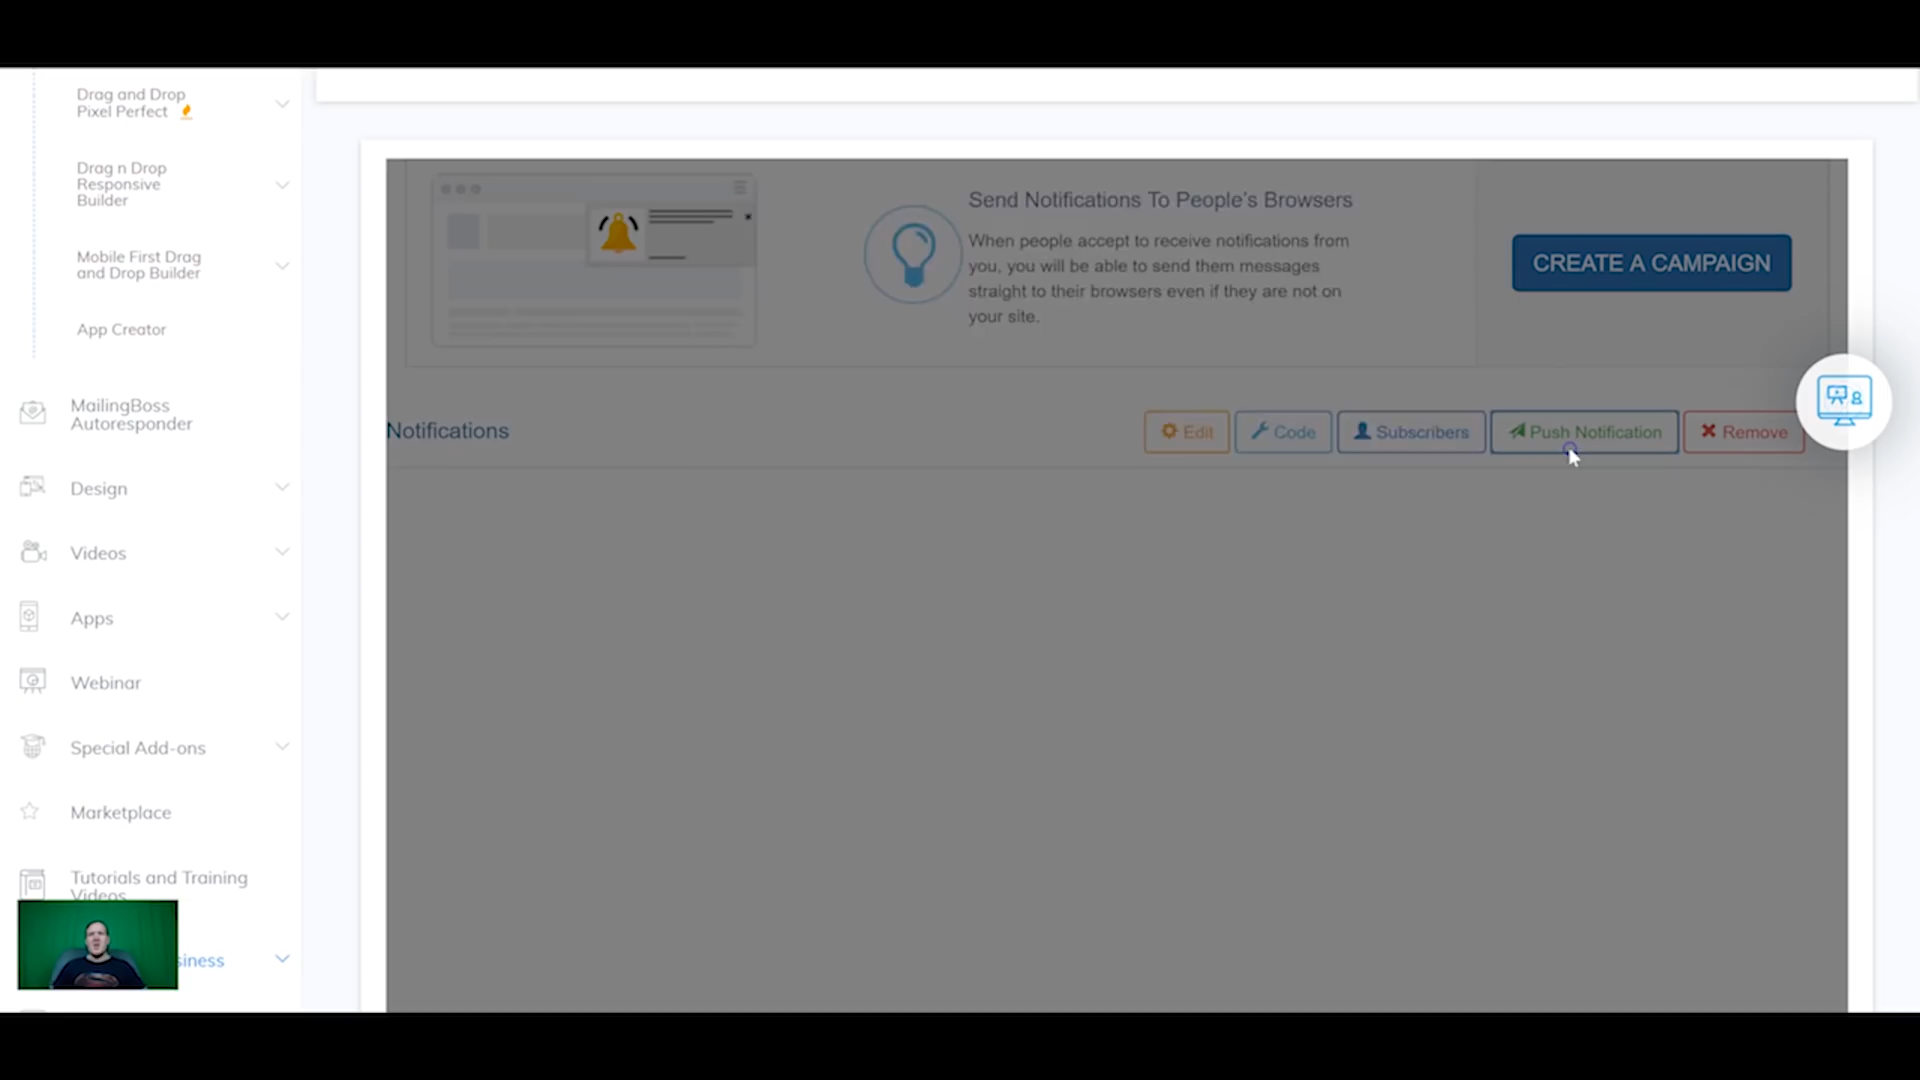 Drag and Drop
Pixel Perfect
Drag n Drop
Responsive
Builder
Mobile First Drag
and Drop Builder
App Creator
MailingBoss
Autoresponder
Design
Videos
Apps
Webinar
Special Add-ons
Marketplace
Tutorials and Training
Videos
siness
Send Notifications To People's Browsers
When people accept to receive notifications from
you, you will be able to send them messages
straight to their browsers even if they are not on
your site.
CREATE A CAMPAIGN
Notifications
Edit
Code
Subscribers
Push Notification
Remove